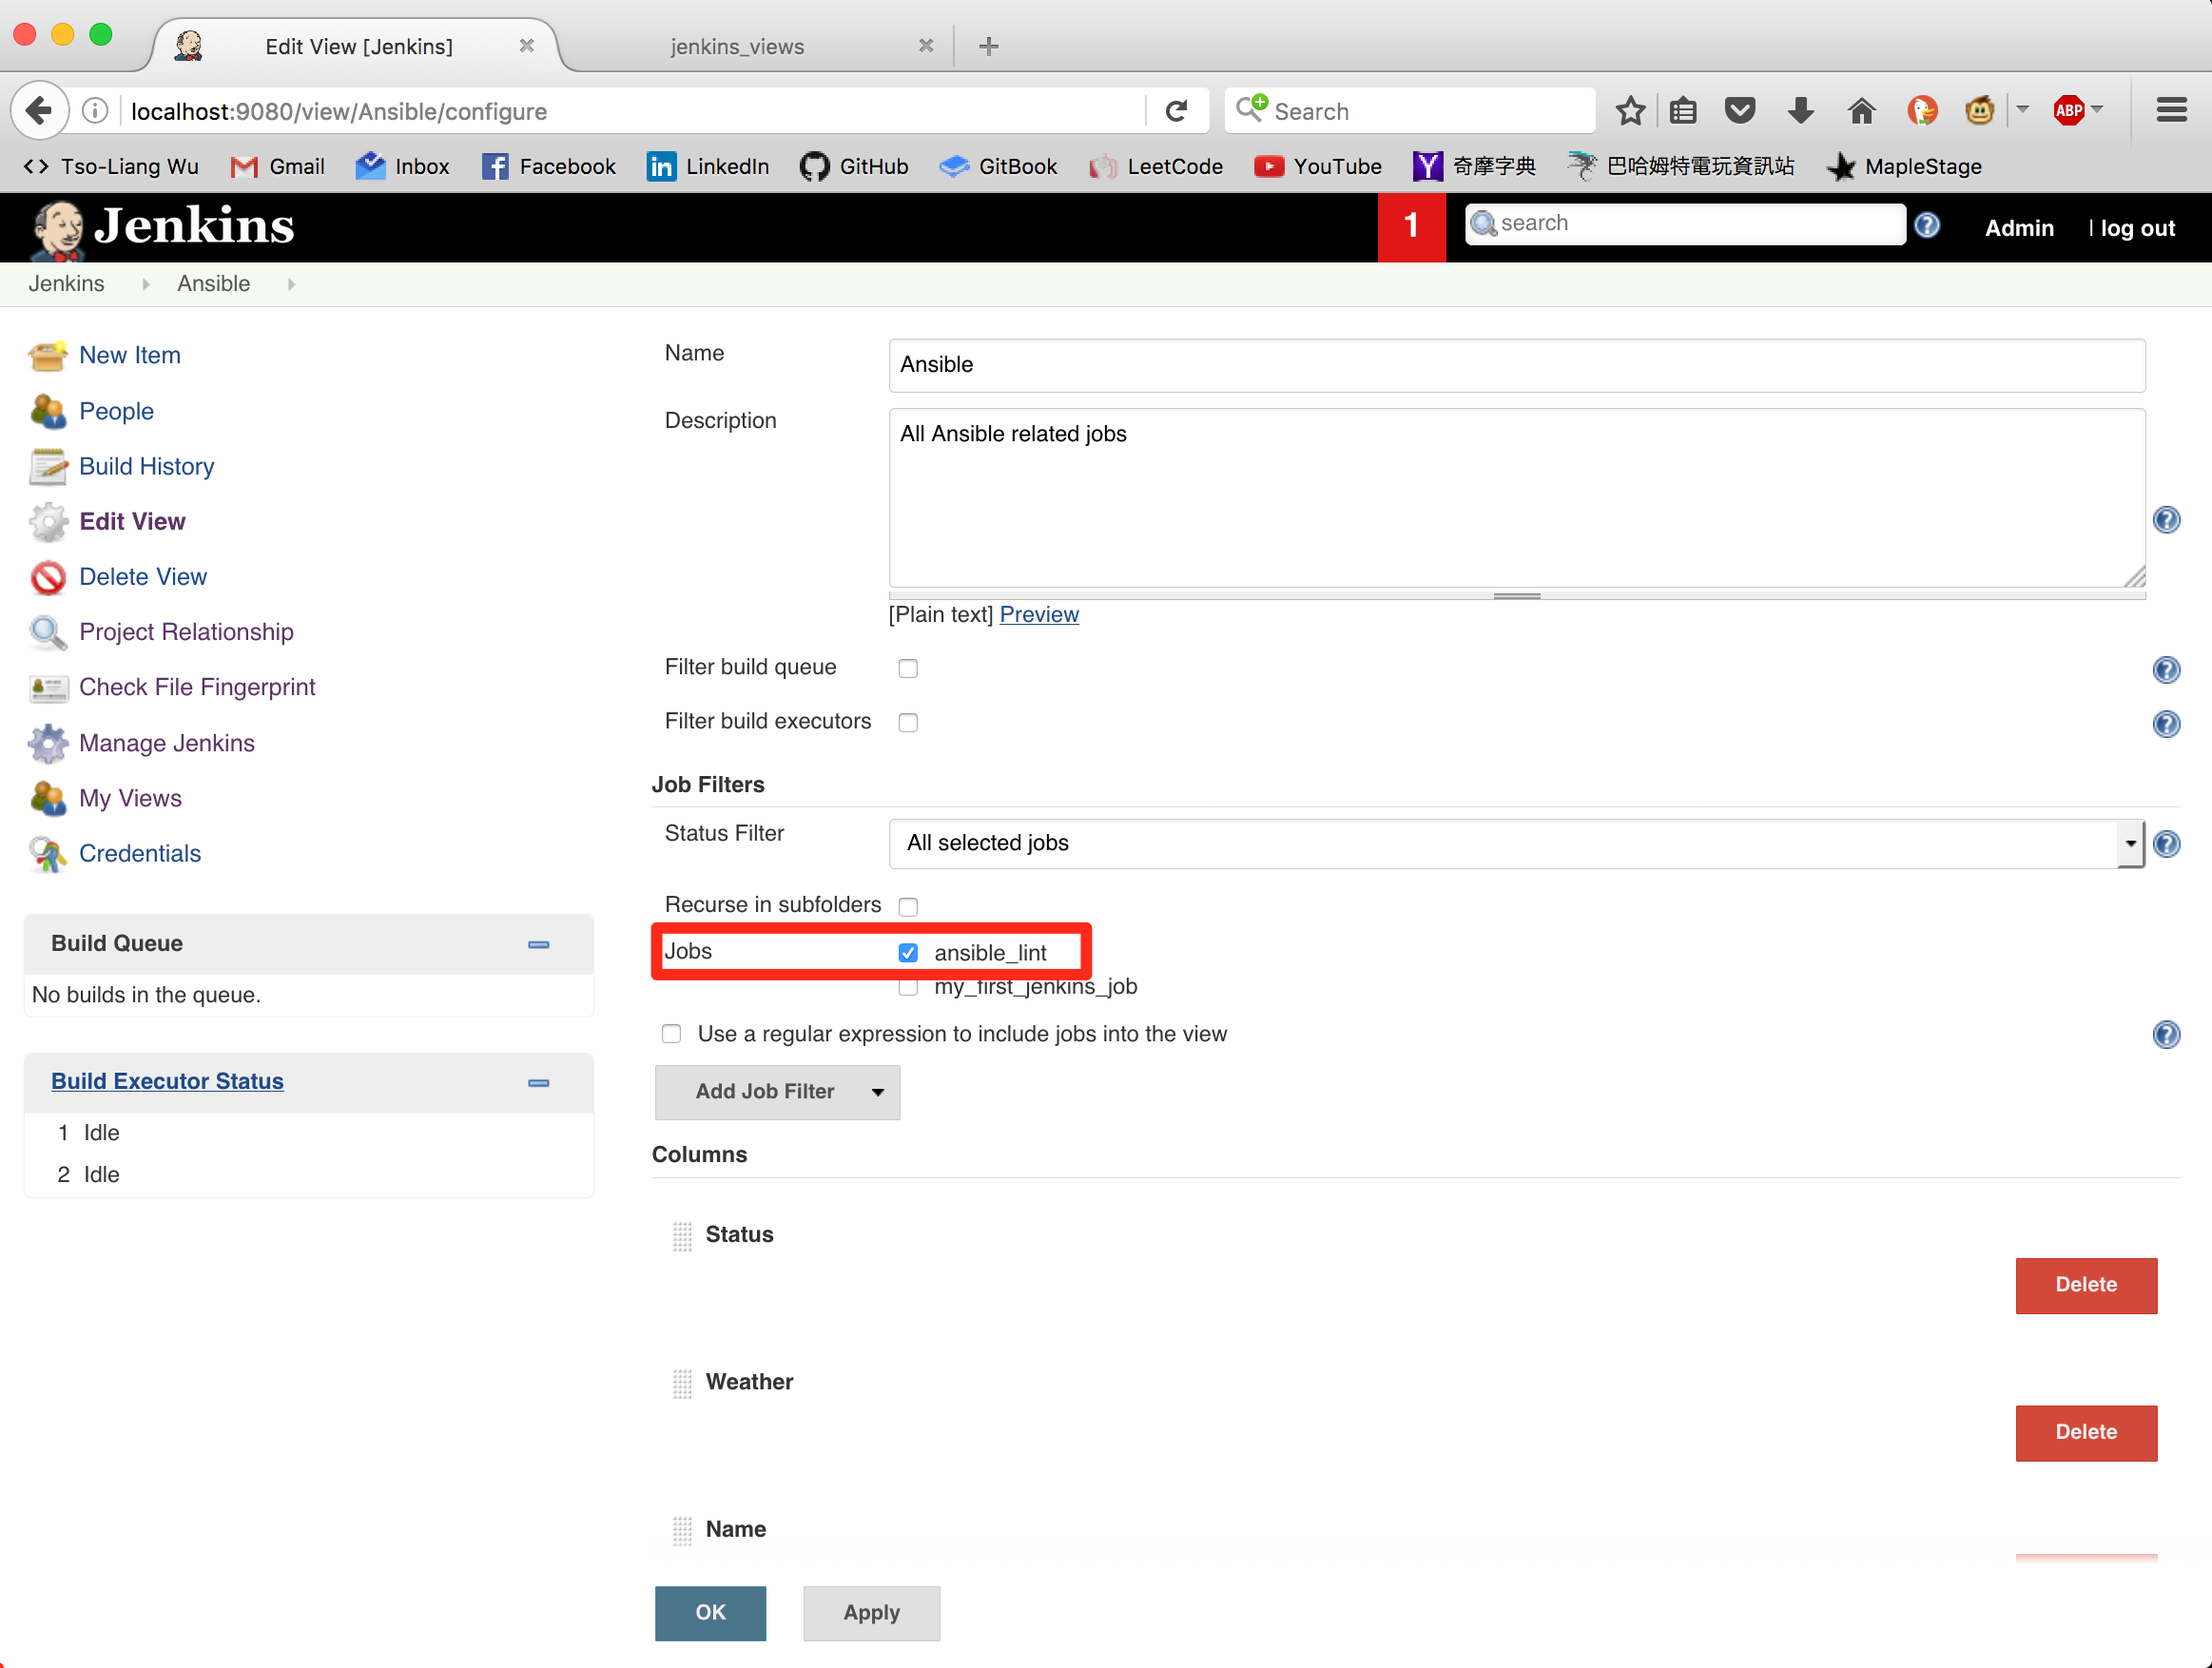 Edit View [Jenkins]
jenkins_views
localhost:9080/view/Ansible/configure
Search
ABP
Tso-Liang Wu
Gmail
Inbox
Facebook
LinkedIn
GitHub
GitBook
LeetCode
YouTube
奇摩字典
巴哈姆特電玩資訊站
MapleStage
Jenkins
1
search
Admin
| log out
Jenkins
Ansible
New Item
People
Build History
Edit View
Delete View
Project Relationship
Check File Fingerprint
Manage Jenkins
My Views
Credentials
Build Queue
No builds in the queue.
Build Executor Status
1 Idle
2 Idle
Name
Ansible
Description
All Ansible related jobs
[Plain text] Preview
Filter build queue
Filter build executors
Job Filters
Status Filter
All selected jobs
Recurse in subfolders
Jobs
ansible_lint
my_first_jenkins_job
Use a regular expression to include jobs into the view
Add Job Filter
Columns
Status
Delete
Weather
Delete
Name
OK
Apply